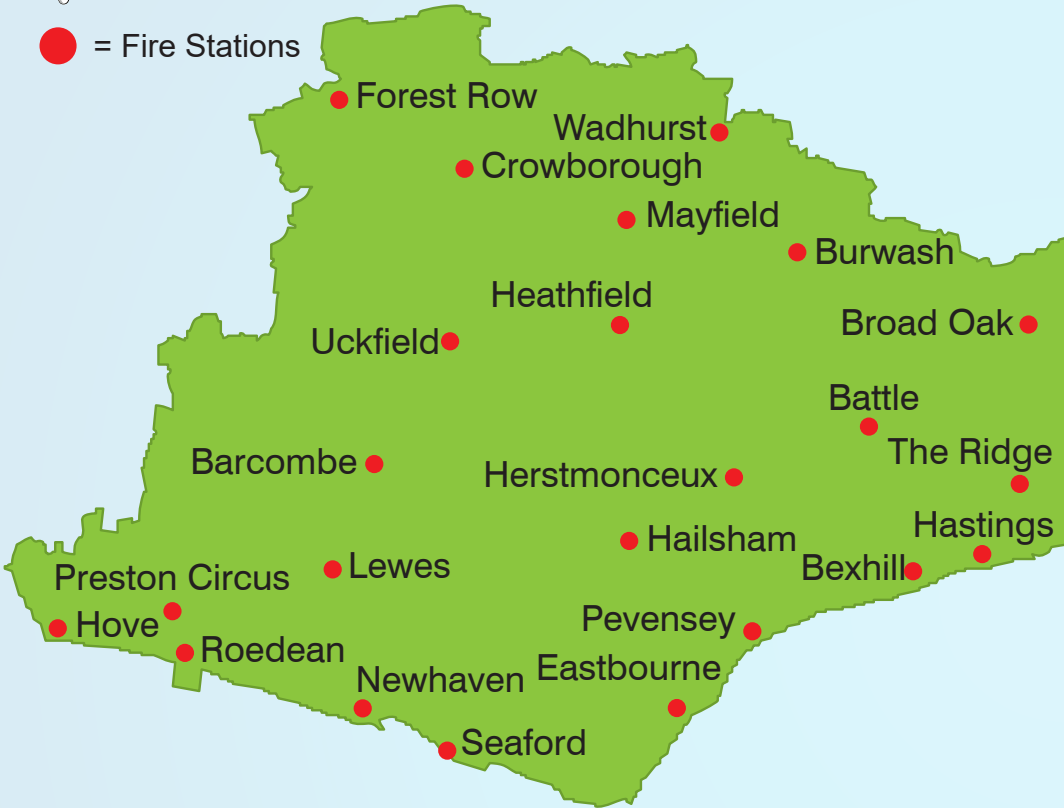 = Fire Stations
Forest Row
Wadhurst
Crowborough
Mayfield
Burwash
Heathfield
Broad Oak
Uckfield
Battle
The Ridge
Barcombe
Herstmonceux
Hastings
Hailsham
Lewes
Bexhill
Preston Circus
Hove
Pevensey
Roedean
Eastbourne
Newhaven
Seaford